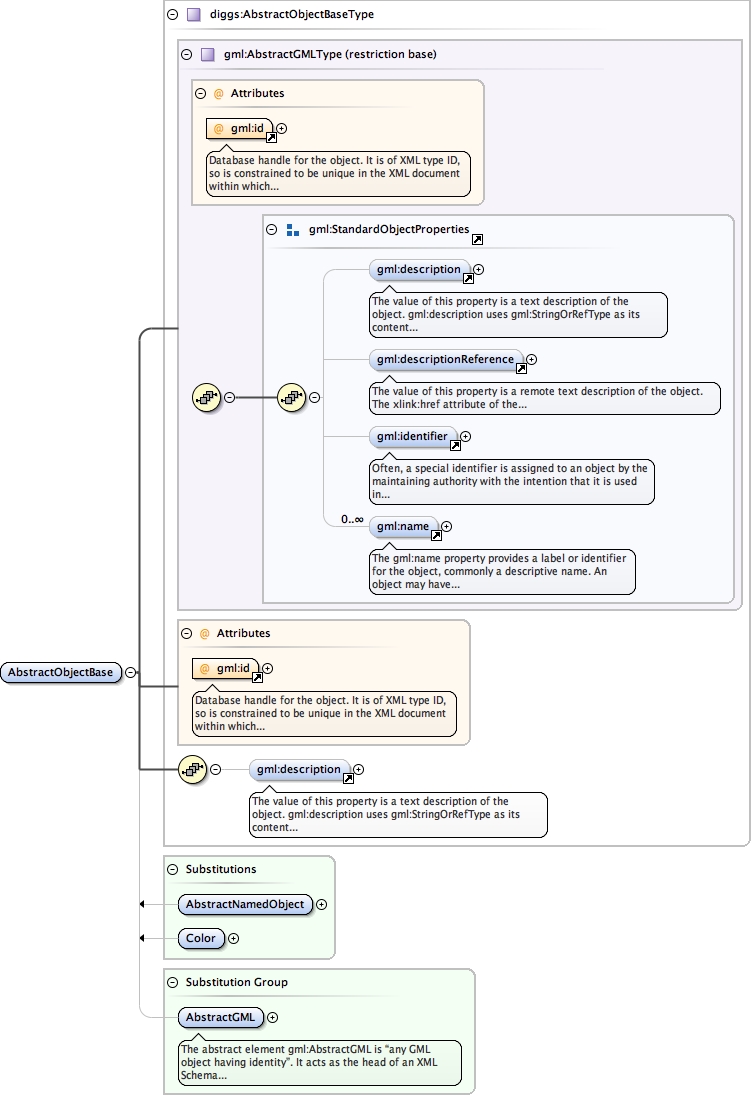 diggs:AbstractObjectBaseType
gml:AbstractGMLType (restriction base)
@ Attributes
@ gml:id
Database handle for the object. It is of XML type ID,
so is constrained to be unique in the XML document
within which...
gml:StandardObjectProperties
gml:description
The value of this property is a text description of the
object. gml:description uses gml:StringOrRefType as its
content...
gml:descriptionReference
The value of this property is a remote text description of the object.
The xlink:href attribute of the...
gml:identifier
Often, a special identifier is assigned to an object by the
maintaining authority with the intention that it is used
in...
0..∞
gml:name
The gml:name property provides a label or identifier
for the object, commonly a descriptive name. An
object may have...
@ Attributes
AbstractObjectBase
@ gml:id
Database handle for the object. It is of XML type ID,
so is constrained to be unique in the XML document
within which...
gml:description
The value of this property is a text description of the
object. gml:description uses gml:StringOrRefType as its
content...
Substitutions
AbstractNamedObject
Color
Substitution Group
AbstractGML
The abstract element gml:AbstractGML is "any GML
object having identity". It acts as the head of an XML
Schema...